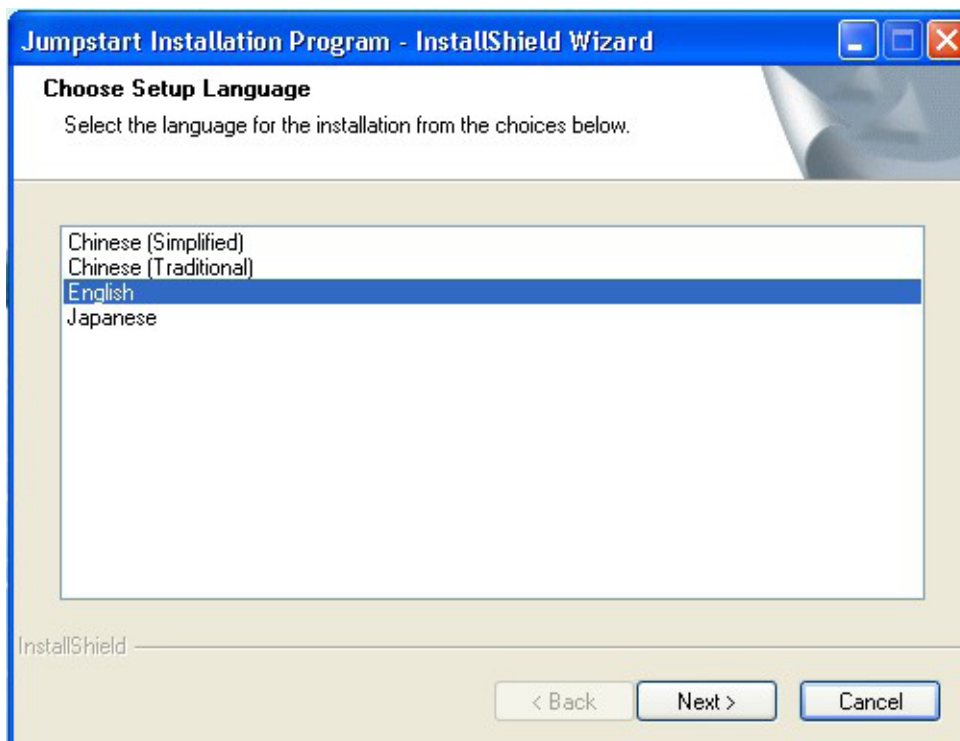 Jumpstart Installation Program - InstallShield Wizard
Choose Setup Language
Select the language for the installation from the choices below.
Chinese (Simplified)
Chinese (Traditional)
English
Japanese
InstallShield
< Back Next > Cancel